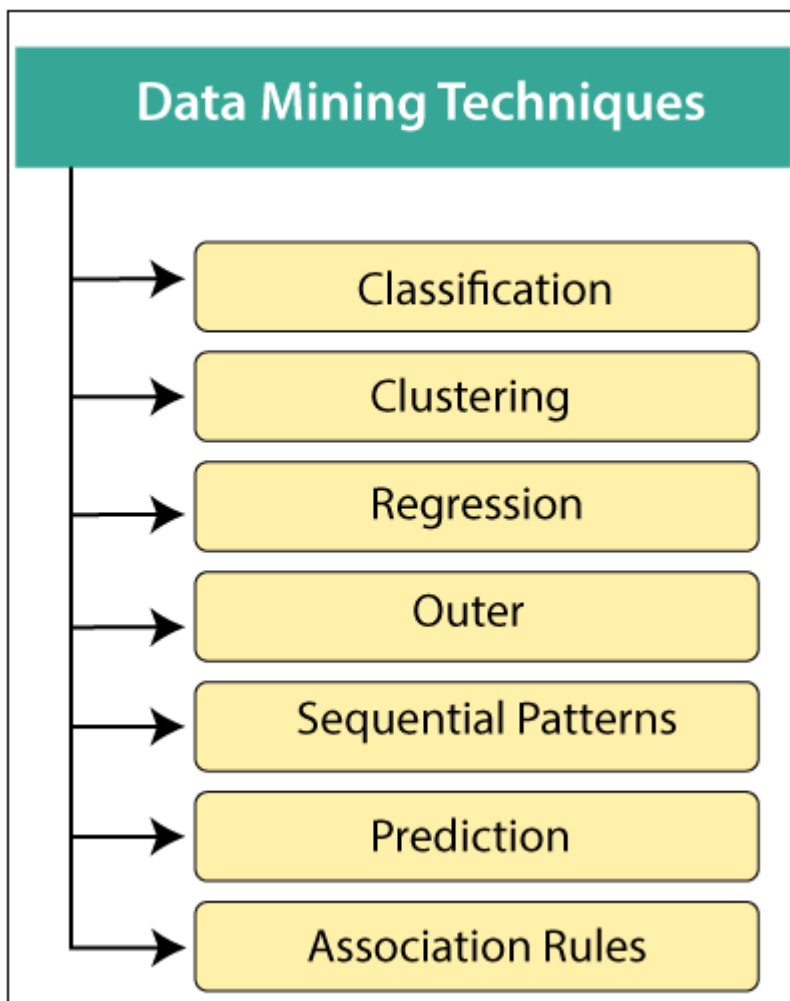 Data Mining Techniques
Classification
Clustering
Regression
Outer
Sequential Patterns
Prediction
Association Rules